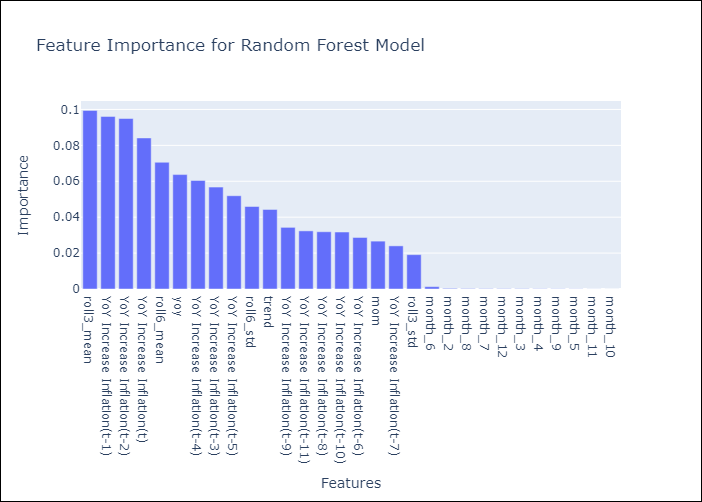 Feature Importance for Random Forest Model
Importance
0.1
0.08
0.06
0.04
0.02
0
roll3_mean
YoY Increase Inflation(t-1)
YoY Increase Inflation(t-2)
YoY Increase Inflation(t)
roll6_mean
yoy
YoY Increase Inflation(t-4)
YoY Increase Inflation(t-3)
YoY Increase Inflation(t-5)
roll6_std
trend
YoY Increase Inflation(t-9)
YoY Increase Inflation(t-11)
YoY Increase Inflation(t-8)
YoY Increase Inflation(t-10)
YoY Increase Inflation(t-6)
mom
YoY Increase Inflation(t-7)
roll3_std
month_6
month_2
month_8
month_7
month_12
month_3
month_4
month_9
month_5
month_11
month_10
Features